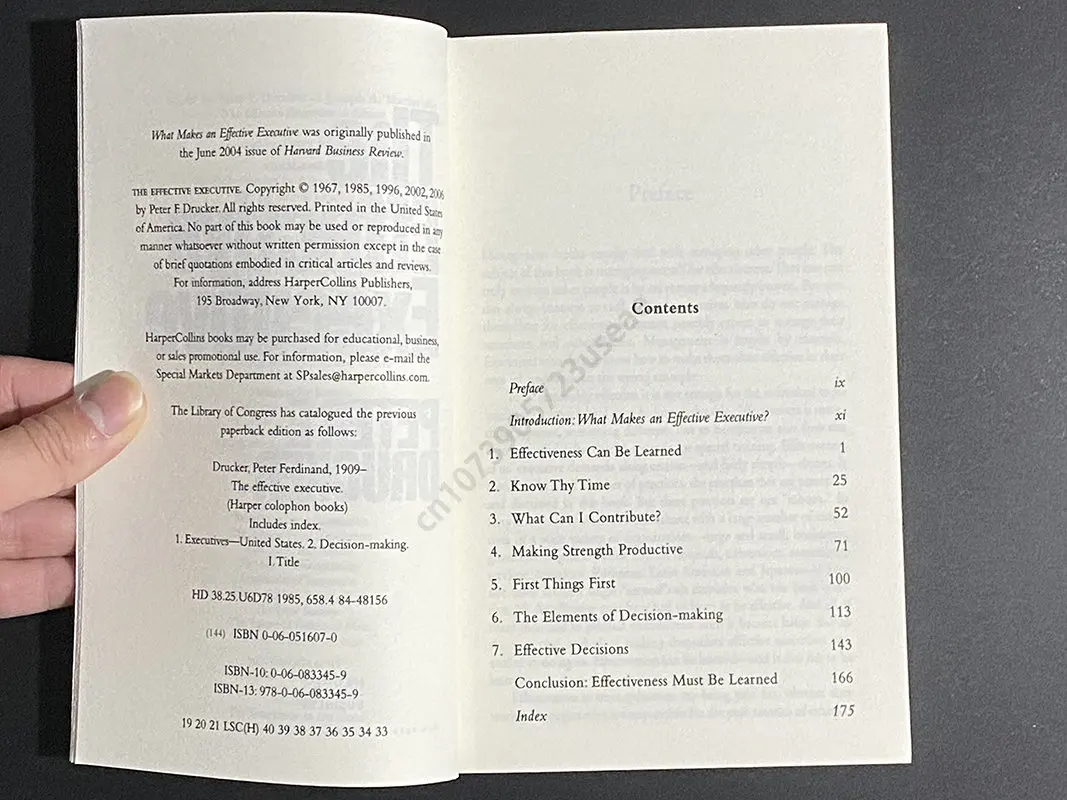 What Makes an Effective Executive was originally published in
the June 2004 issue of Harvard Business Review.
THE EFFECTIVE EXECUTIVE. Copyright © 1967, 1985, 1996, 2002, 2006
by Peter F. Drucker. All rights reserved. Printed in the United States
of America. No part of this book may be used or reproduced in any
manner whatsoever without written permission except in the case
of brief quotations embodied in critical articles and reviews.
For information, address HarperCollins Publishers,
195 Broadway, New York, NY 10007.
HarperCollins books may be purchased for educational, business,
or sales promotional use. For information, please e-mail the
Special Markets Department at SPsales@harpercollins.com.
The Library of Congress has catalogued the previous
paperback edition as follows:
Drucker, Peter Ferdinand, 1909–
The effective executive.
(Harper colophon books)
Includes index.
1. Executives—United States. 2. Decision-making.
I. Title
HD 38.25.U6D78 1985, 658.4 84-48156
(144) ISBN 0-06-051607-0
ISBN-10: 0-06-083345-9
ISBN-13: 978-0-06-083345-9
19 20 21 LSC(H) 40 39 38 37 36 35 34 33
Preface
Contents
Preface ix
Introduction: What Makes an Effective Executive? xi
1. Effectiveness Can Be Learned 1
2. Know Thy Time 25
3. What Can I Contribute? 52
4. Making Strength Productive 71
5. First Things First 100
6. The Elements of Decision-making 113
7. Effective Decisions 143
Conclusion: Effectiveness Must Be Learned 166
Index 175